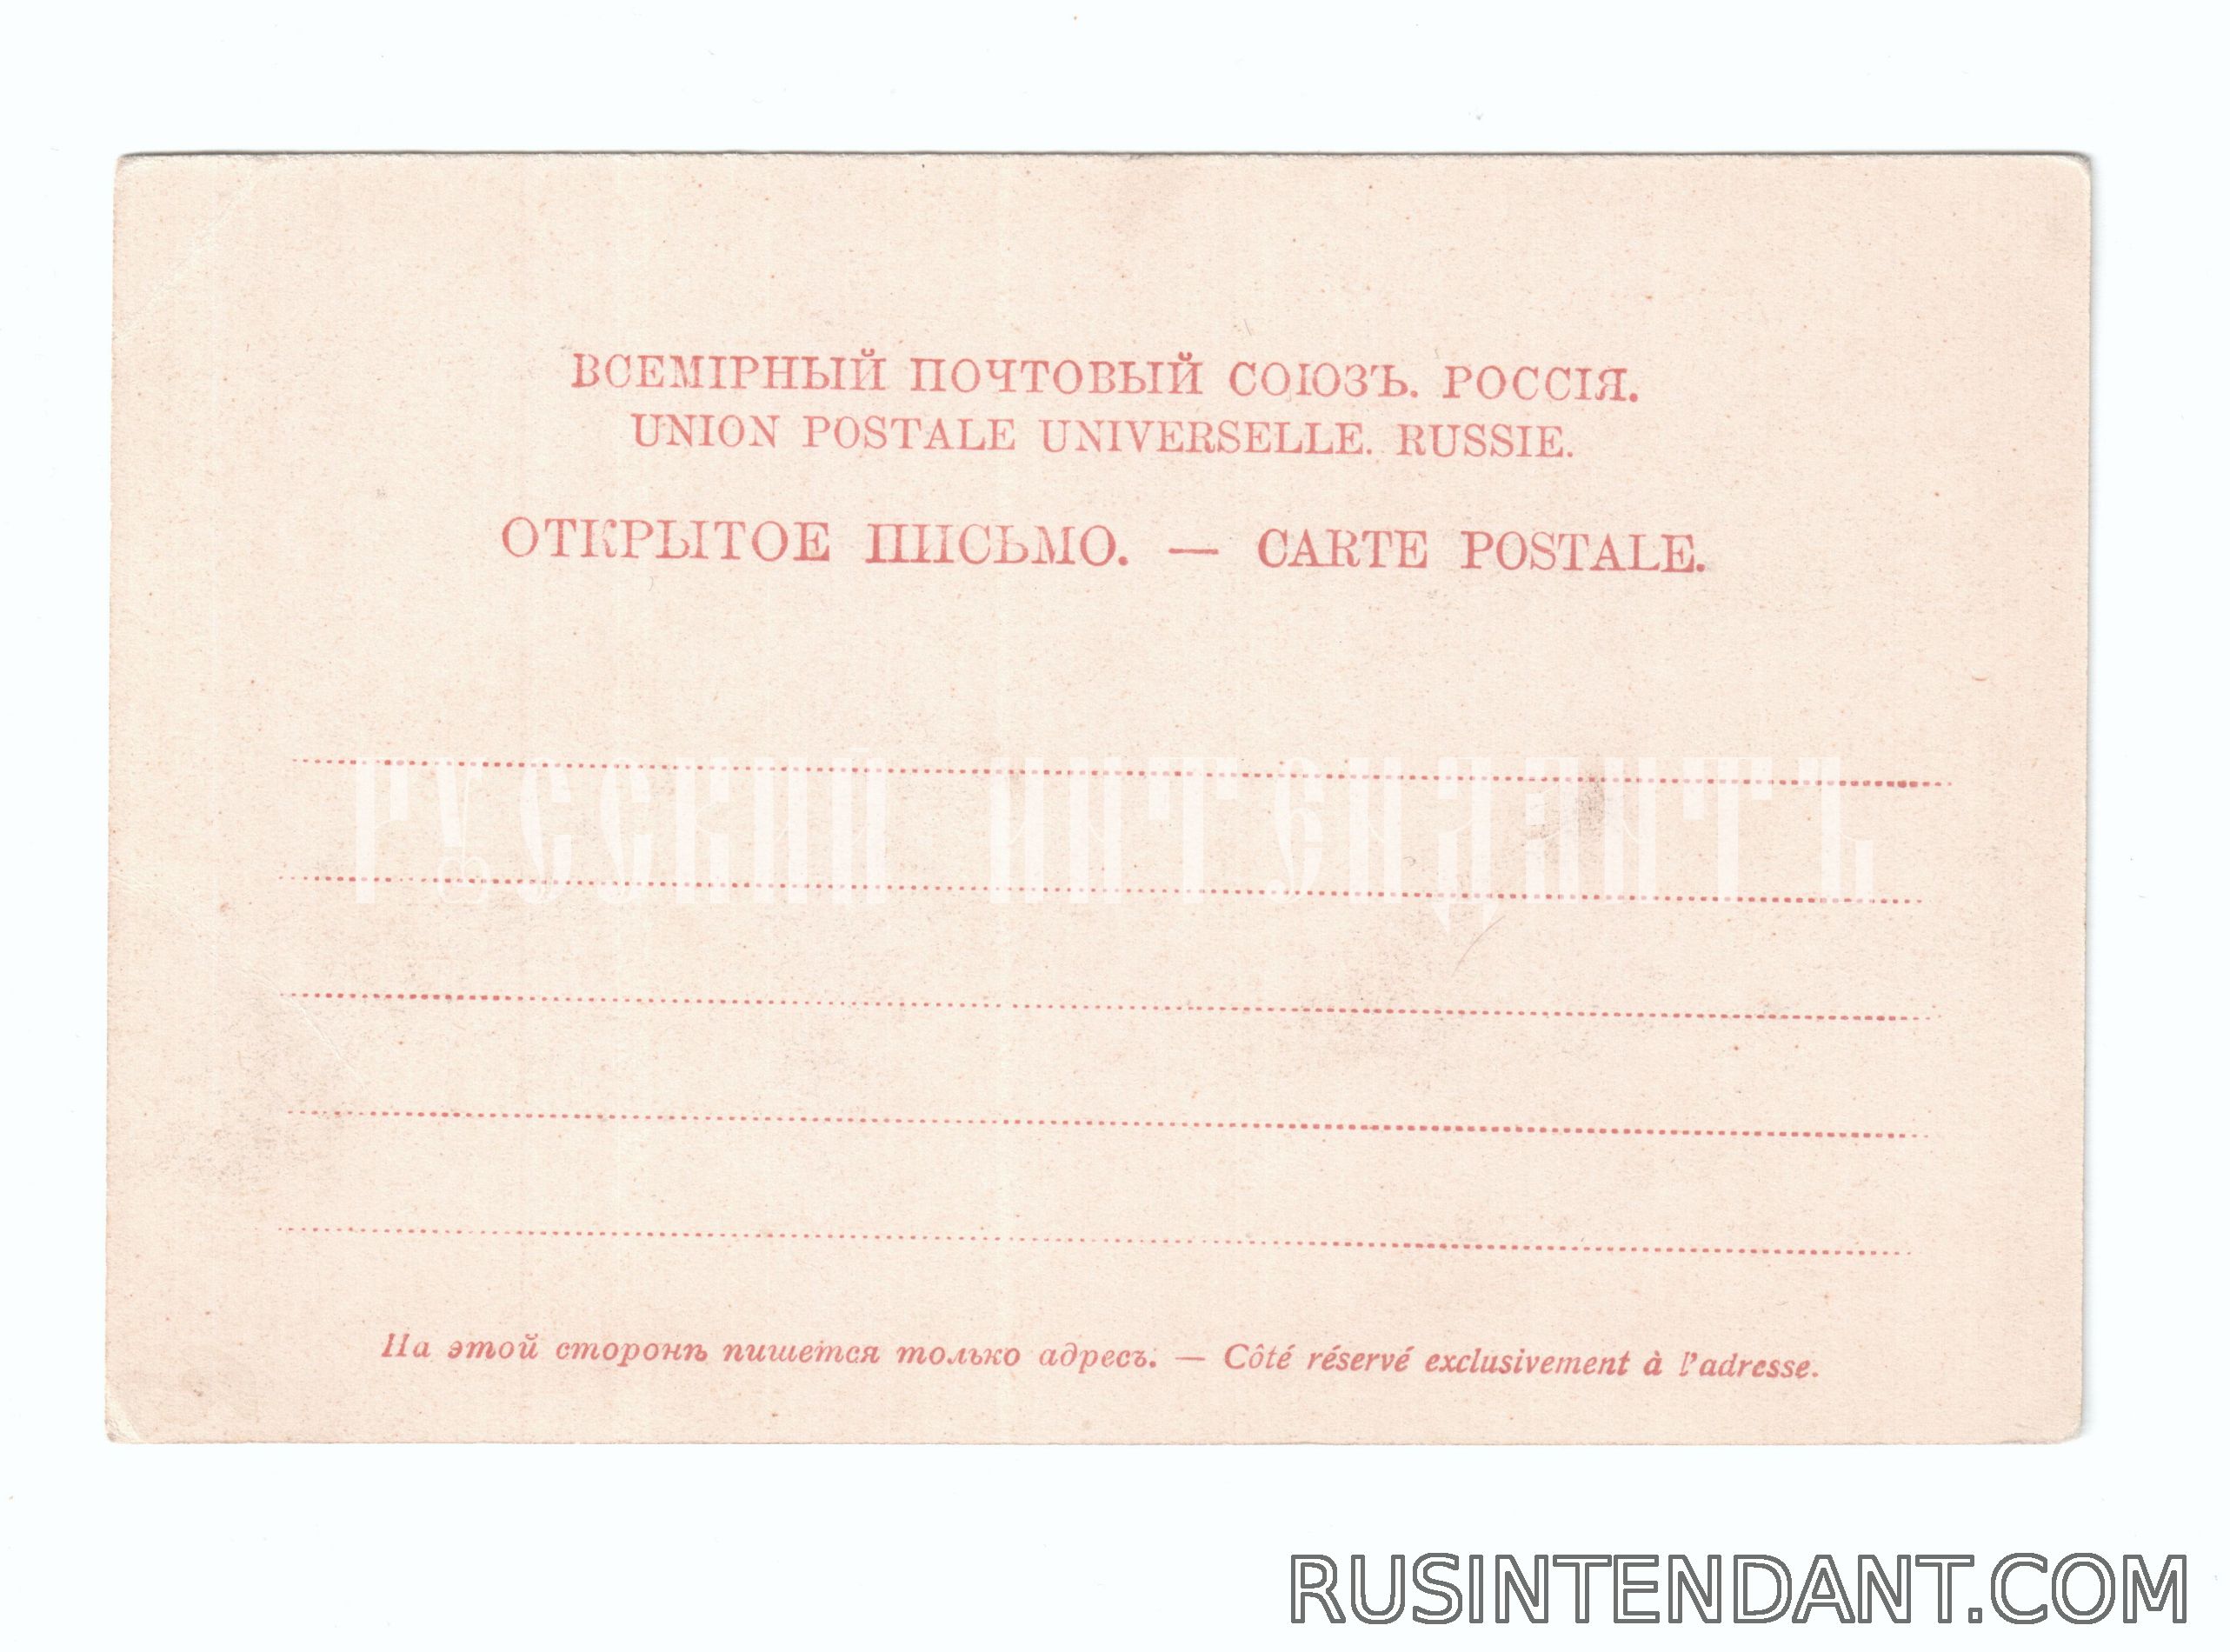 ВСЕМІРНЫЙ ПОЧТОВЫЙ СОЮЗЪ. РОССІЯ.
UNION POSTALE UNIVERSELLE. RUSSIE.
ОТКРЫТОЕ ПИСЬМО. — CARTE POSTALE.
РУССКИЙ ИНТЕНДАНТЪ
На этой сторонѣ пишется только адресъ. — Côté réservé exclusivement à l'adresse.
RUSINTENDANT.COM